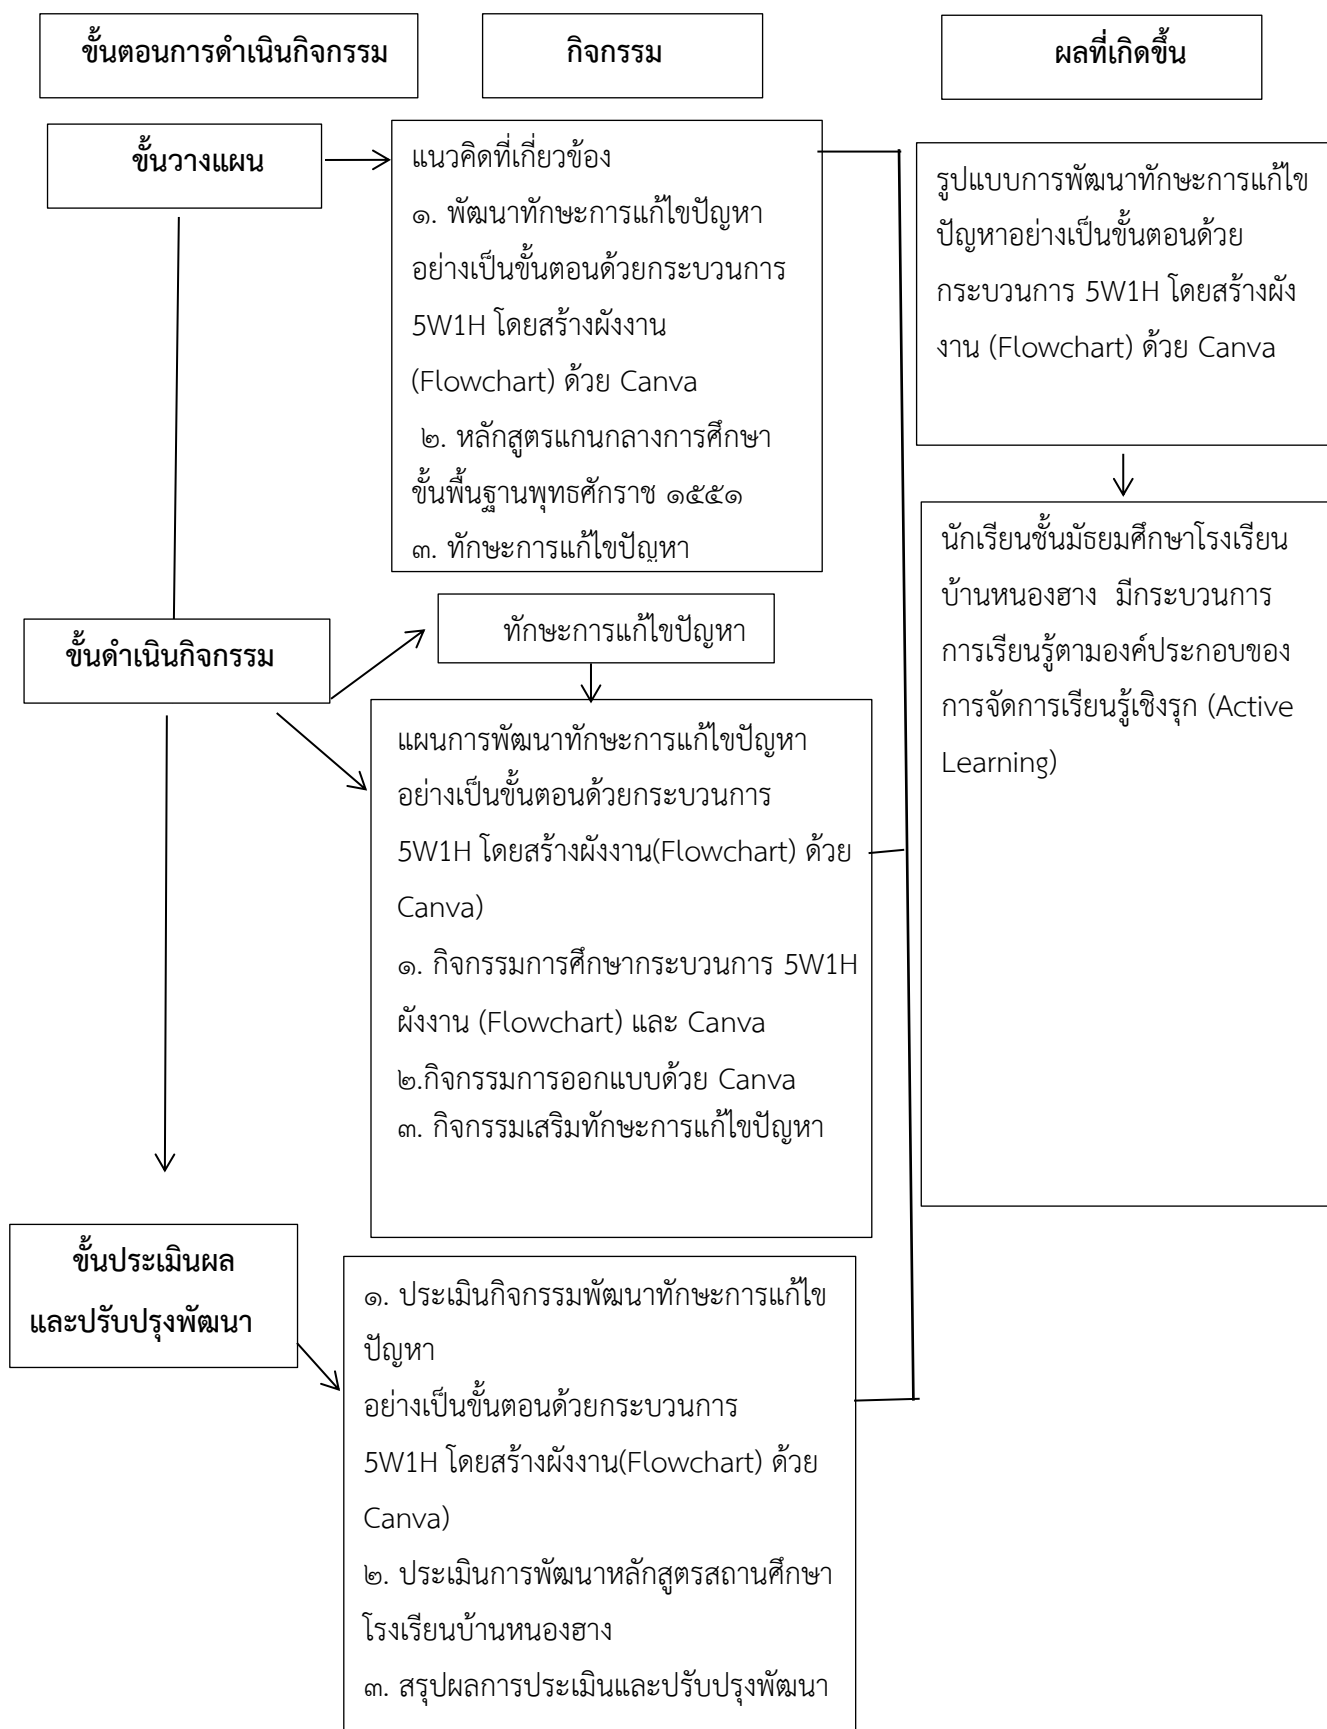 ขั้นตอนการดำเนินกิจกรรม
กิจกรรม
ผลที่เกิดขึ้น
ขั้นวางแผน
แนวคิดที่เกี่ยวข้อง
๑. พัฒนาทักษะการแก้ไขปัญหา
อย่างเป็นขั้นตอนด้วยกระบวนการ
5W1H โดยสร้างผังงาน
(Flowchart) ด้วย Canva
๒. หลักสูตรแกนกลางการศึกษา
ขั้นพื้นฐานพุทธศักราช ๑๕๕๑
๓. ทักษะการแก้ไขปัญหา
รูปแบบการพัฒนาทักษะการแก้ไข
ปัญหาอย่างเป็นขั้นตอนด้วย
กระบวนการ 5W1H โดยสร้างผัง
งาน (Flowchart) ด้วย Canva
นักเรียนชั้นมัธยมศึกษาโรงเรียน
บ้านหนองฮาง มีกระบวนการ
การเรียนรู้ตามองค์ประกอบของ
การจัดการเรียนรู้เชิงรุก (Active
Learning)
ขั้นดำเนินกิจกรรม
ทักษะการแก้ไขปัญหา
แผนการพัฒนาทักษะการแก้ไขปัญหา
อย่างเป็นขั้นตอนด้วยกระบวนการ
5W1H โดยสร้างผังงาน(Flowchart) ด้วย
Canva)
๑. กิจกรรมการศึกษากระบวนการ 5W1H
ผังงาน (Flowchart) และ Canva
๒.กิจกรรมการออกแบบด้วย Canva
๓. กิจกรรมเสริมทักษะการแก้ไขปัญหา
ขั้นประเมินผล
และปรับปรุงพัฒนา
๑. ประเมินกิจกรรมพัฒนาทักษะการแก้ไข
ปัญหา
อย่างเป็นขั้นตอนด้วยกระบวนการ
5W1H โดยสร้างผังงาน(Flowchart) ด้วย
Canva)
๒. ประเมินการพัฒนาหลักสูตรสถานศึกษา
โรงเรียนบ้านหนองฮาง
๓. สรุปผลการประเมินและปรับปรุงพัฒนา